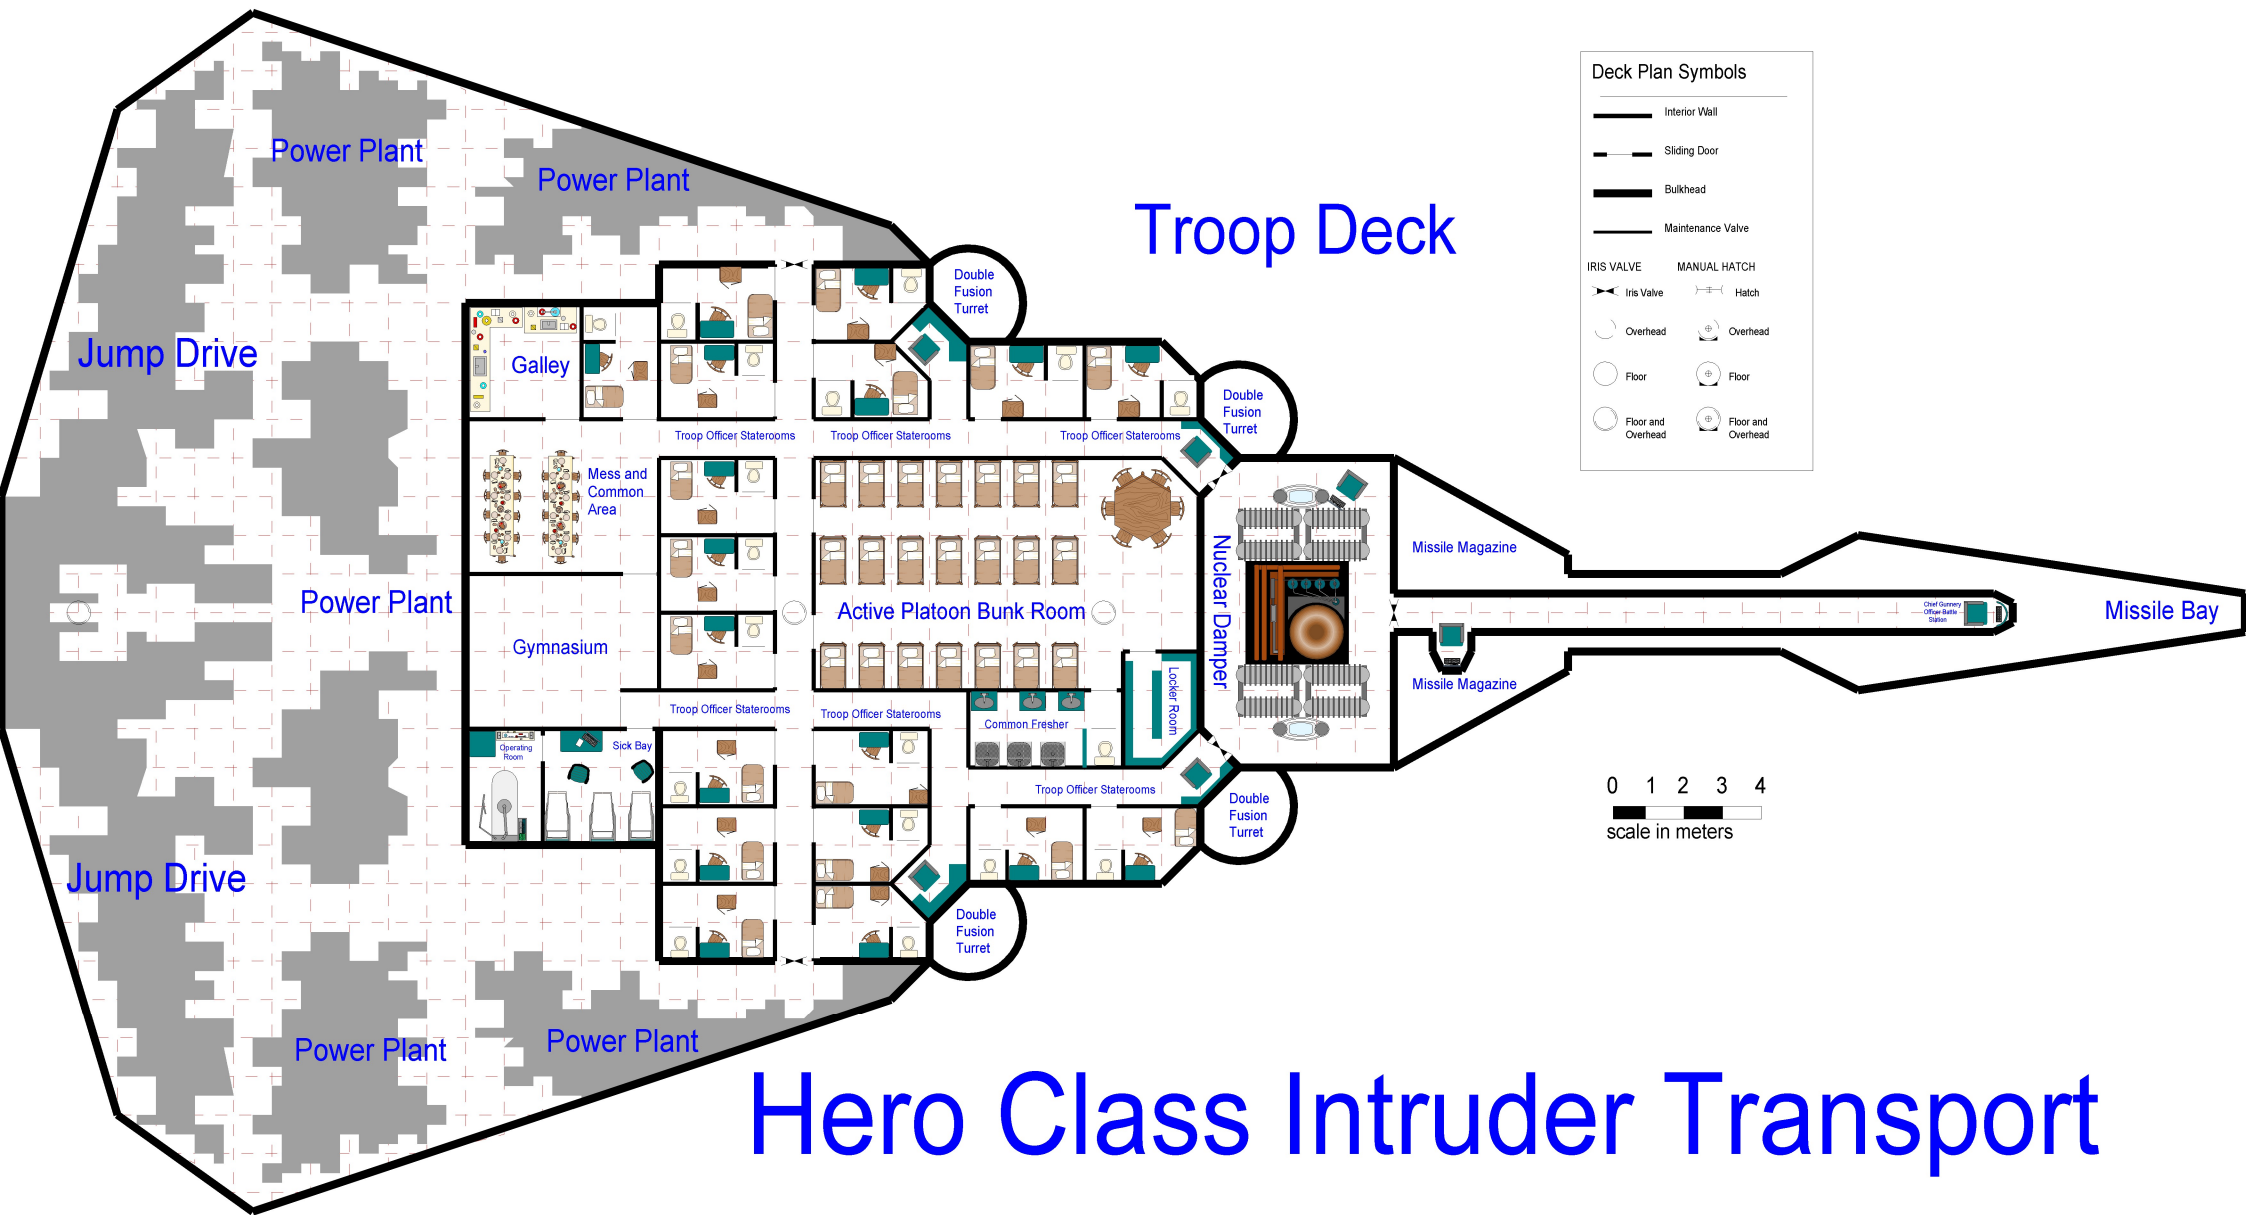 Deck Plan Symbols
Interior Wall
Sliding Door
Bulkhead
Maintenance Valve
IRIS VALVE
MANUAL HATCH
Iris Valve
Hatch
Overhead
Overhead
Floor
Floor
Floor and
Overhead
Floor and
Overhead
Troop Deck
Power Plant
Power Plant
Double
Fusion
Turret
Jump Drive
Galley
Double
Fusion
Turret
Troop Officer Staterooms
Troop Officer Staterooms
Troop Officer Staterooms
Mess and
Common
Area
Missile Magazine
Power Plant
Active Platoon Bunk Room
Nuclear Damper
Chief Gunnery
Officer Battle
Station
Missile Bay
Gymnasium
Missile Magazine
Locker Room
Troop Officer Staterooms
Troop Officer Staterooms
Common Fresher
Operating
Room
Sick Bay
Troop Officer Staterooms
Double
Fusion
Turret
0 1 2 3 4
scale in meters
Jump Drive
Double
Fusion
Turret
Power Plant
Power Plant
Hero Class Intruder Transport